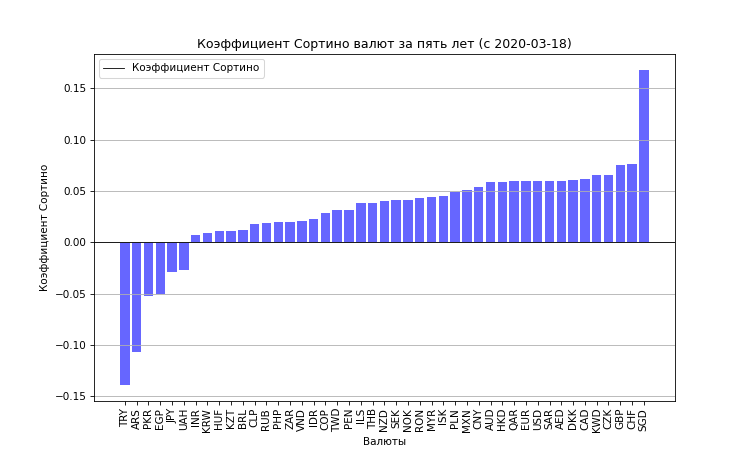 Коэффициент Сортино валют за пять лет (с 2020-03-18)
Коэффициент Сортино
0.15
0.10
0.05
0.00
−0.05
−0.10
−0.15
Коэффициент Сортино
TRY ARS PKR EGP JPY UAH INR KRW HUF KZT BRL CLP RUB PHP ZAR VND IDR COP TWD PEN ILS THB NZD SEK NOK RON MYR ISK PLN MXN CNY AUD HKD QAR EUR USD SAR AED DKK CAD KWD CZK GBP CHF SGD
Валюты